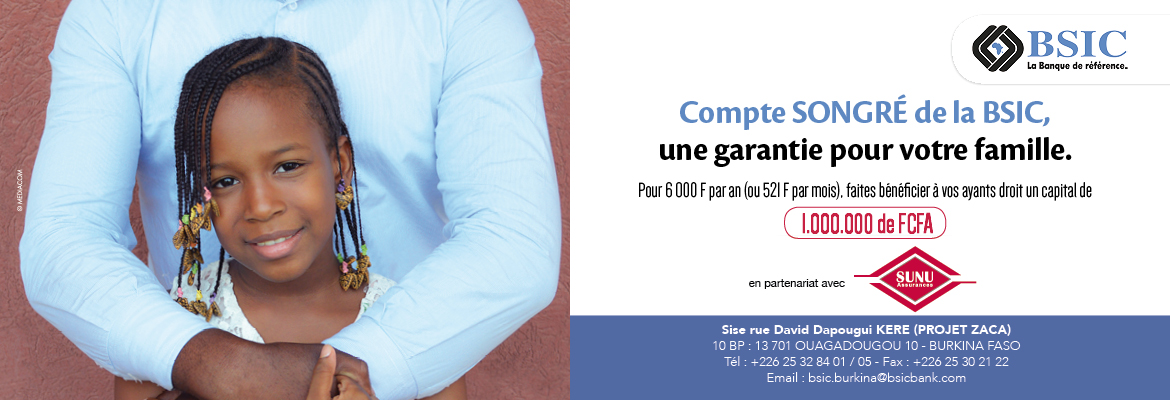 © MEDIACOM
BSIC
La Banque de référence.
Compte SONGRÉ de la BSIC,
une garantie pour votre famille.
Pour 6 000 F par an (ou 521 F par mois), faites bénéficier à vos ayants droit un capital de
1.000.000 de FCFA
en partenariat avec
SUNU
Assurances
Sise rue David Dapougui KERE (PROJET ZACA)
10 BP : 13 701 OUAGADOUGOU 10 - BURKINA FASO
Tél : +226 25 32 84 01 / 05 - Fax : +226 25 30 21 22
Email : bsic.burkina@bsicbank.com